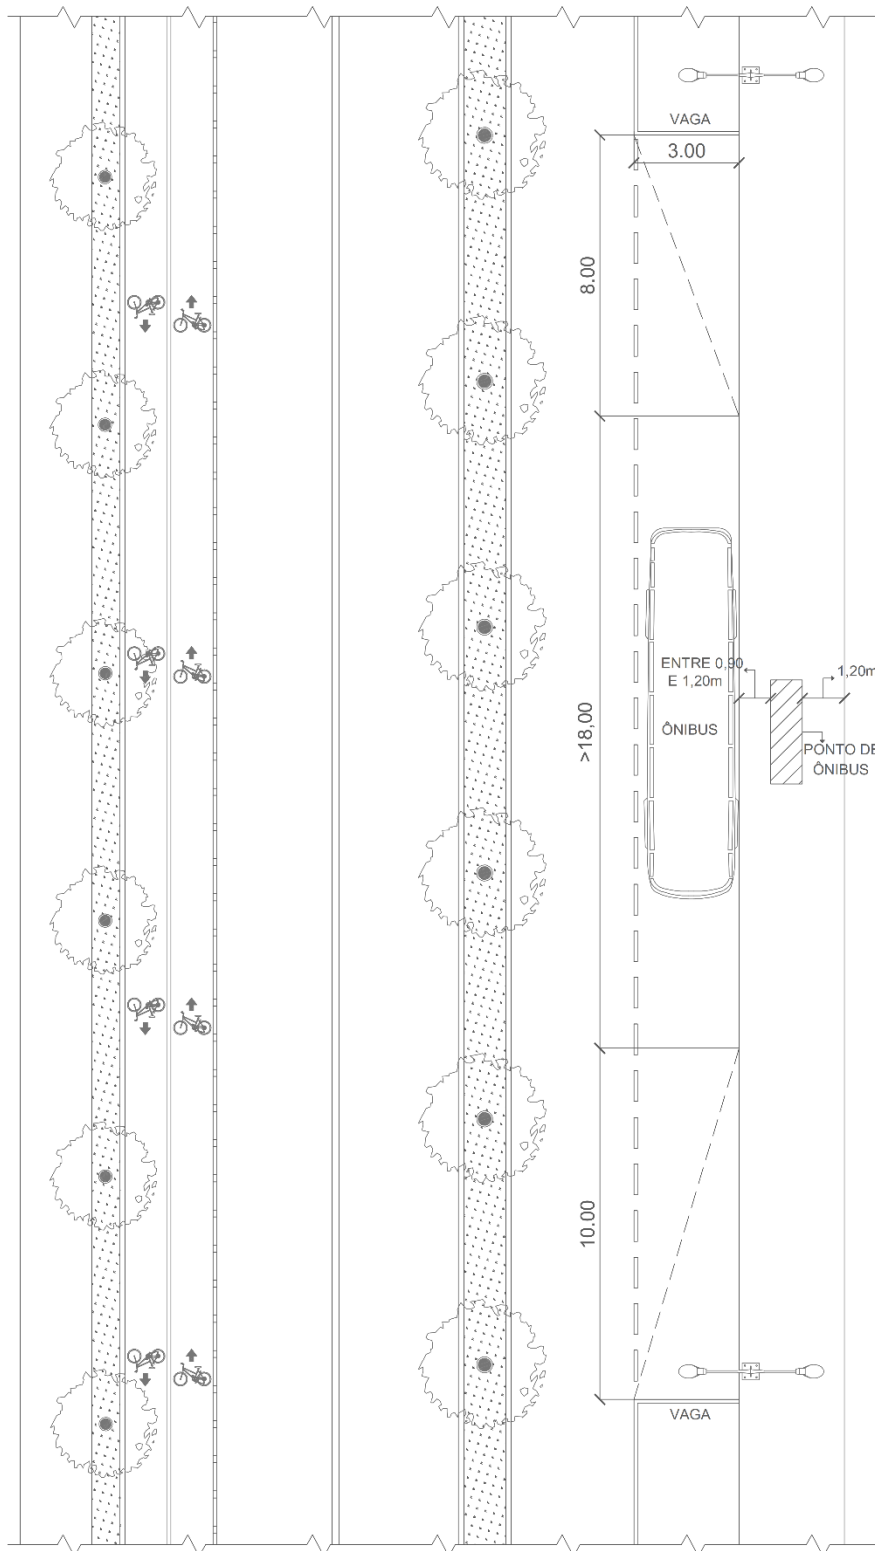 VAGA
3.00
8.00
ENTRE 0,90
E 1,20m
1,20m
ÔNIBUS
>18,00
PONTO DE
ÔNIBUS
10.00
VAGA